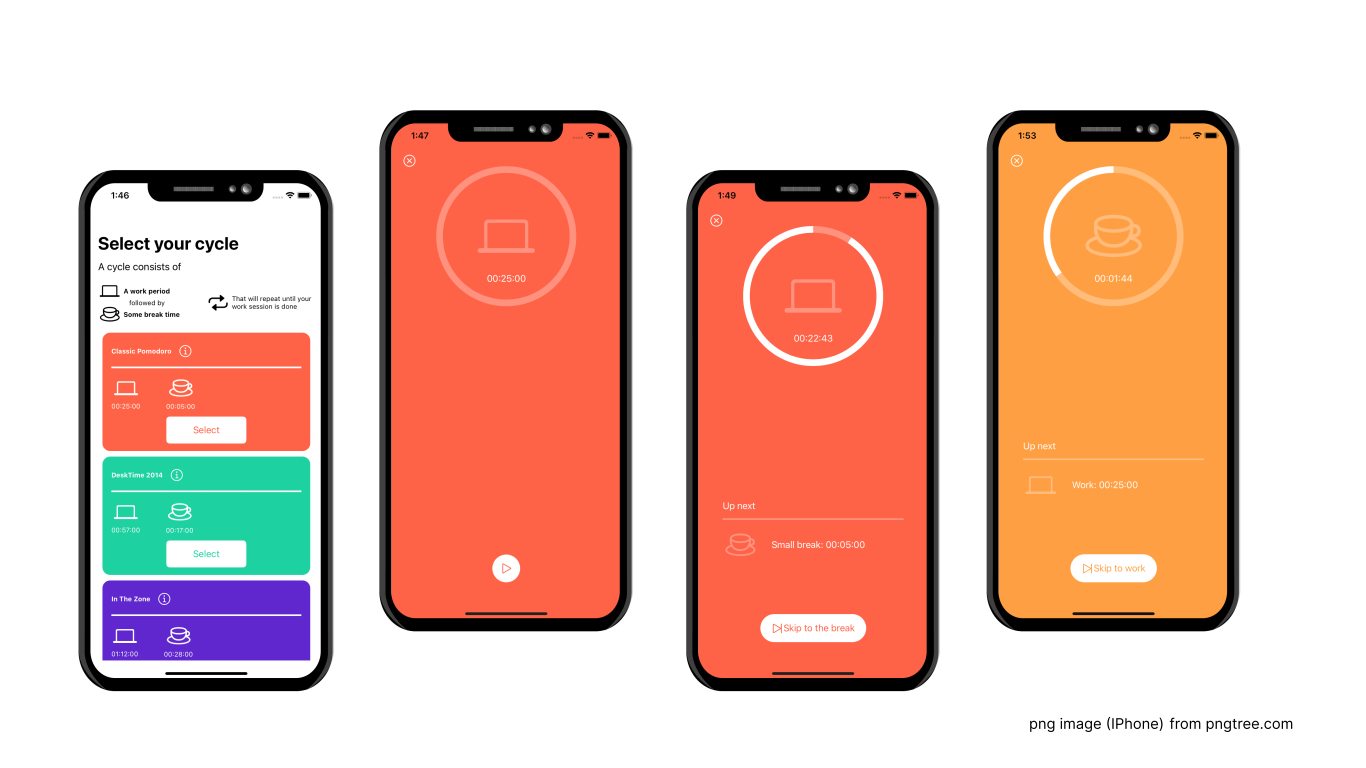 1:46
Select your cycle
A cycle consists of
A work period
followed by
Some break time
That will repeat until your
work session is done
Classic Pomodoro
00:25:00 00:05:00
Select
DeskTime 2014
00:57:00 00:17:00
Select
In The Zone
01:12:00 00:28:00
1:47
00:25:00
1:49
00:22:43
Up next
Small break: 00:05:00
Skip to the break
1:53
00:01:44
Up next
Work: 00:25:00
Skip to work
png image (IPhone) from pngtree.com